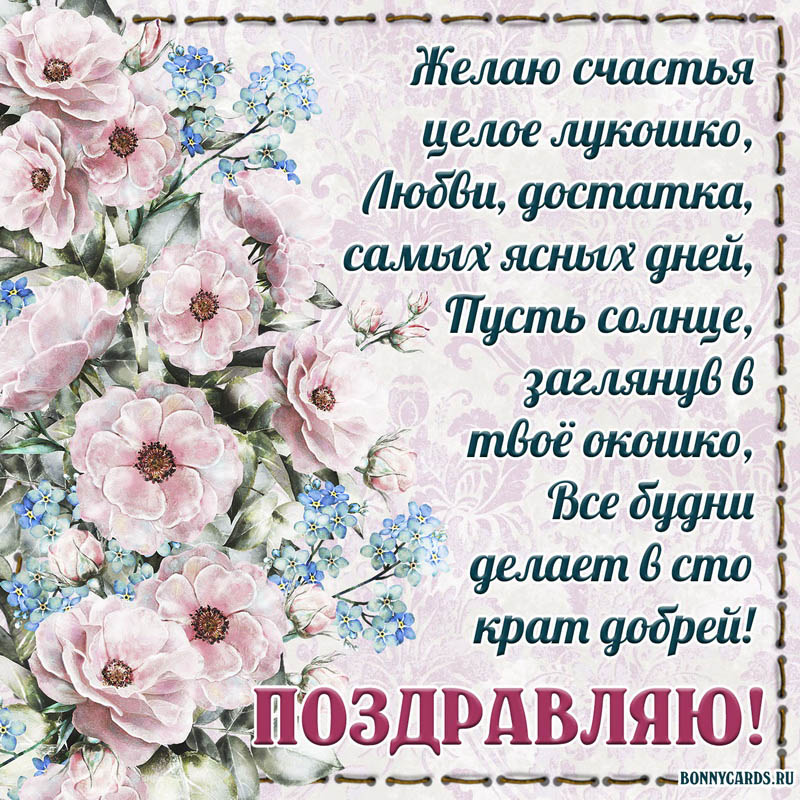 Желаю счастья
целое лукошко,
Любви, достатка,
самых ясных дней,
Пусть солнце,
заглянув в
твоё окошко,
Все будни
делает в сто
крат добрей!
ПОЗДРАВЛЯЮ!
BONNYCARDS.RU